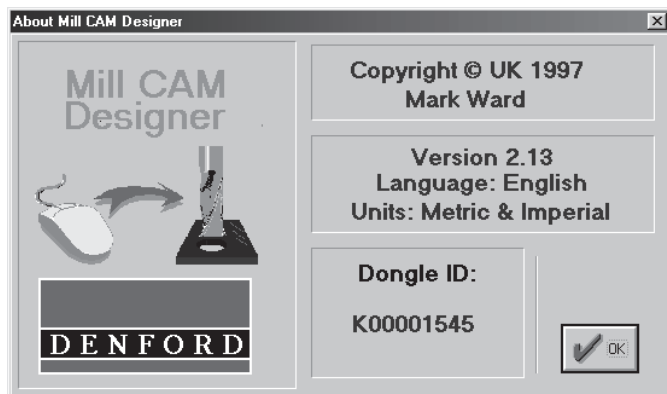 About Mill CAM Designer
Mill CAM
Designer
DENFORD
Copyright © UK 1997
Mark Ward
Version 2.13
Language: English
Units: Metric & Imperial
Dongle ID:
K00001545
OK